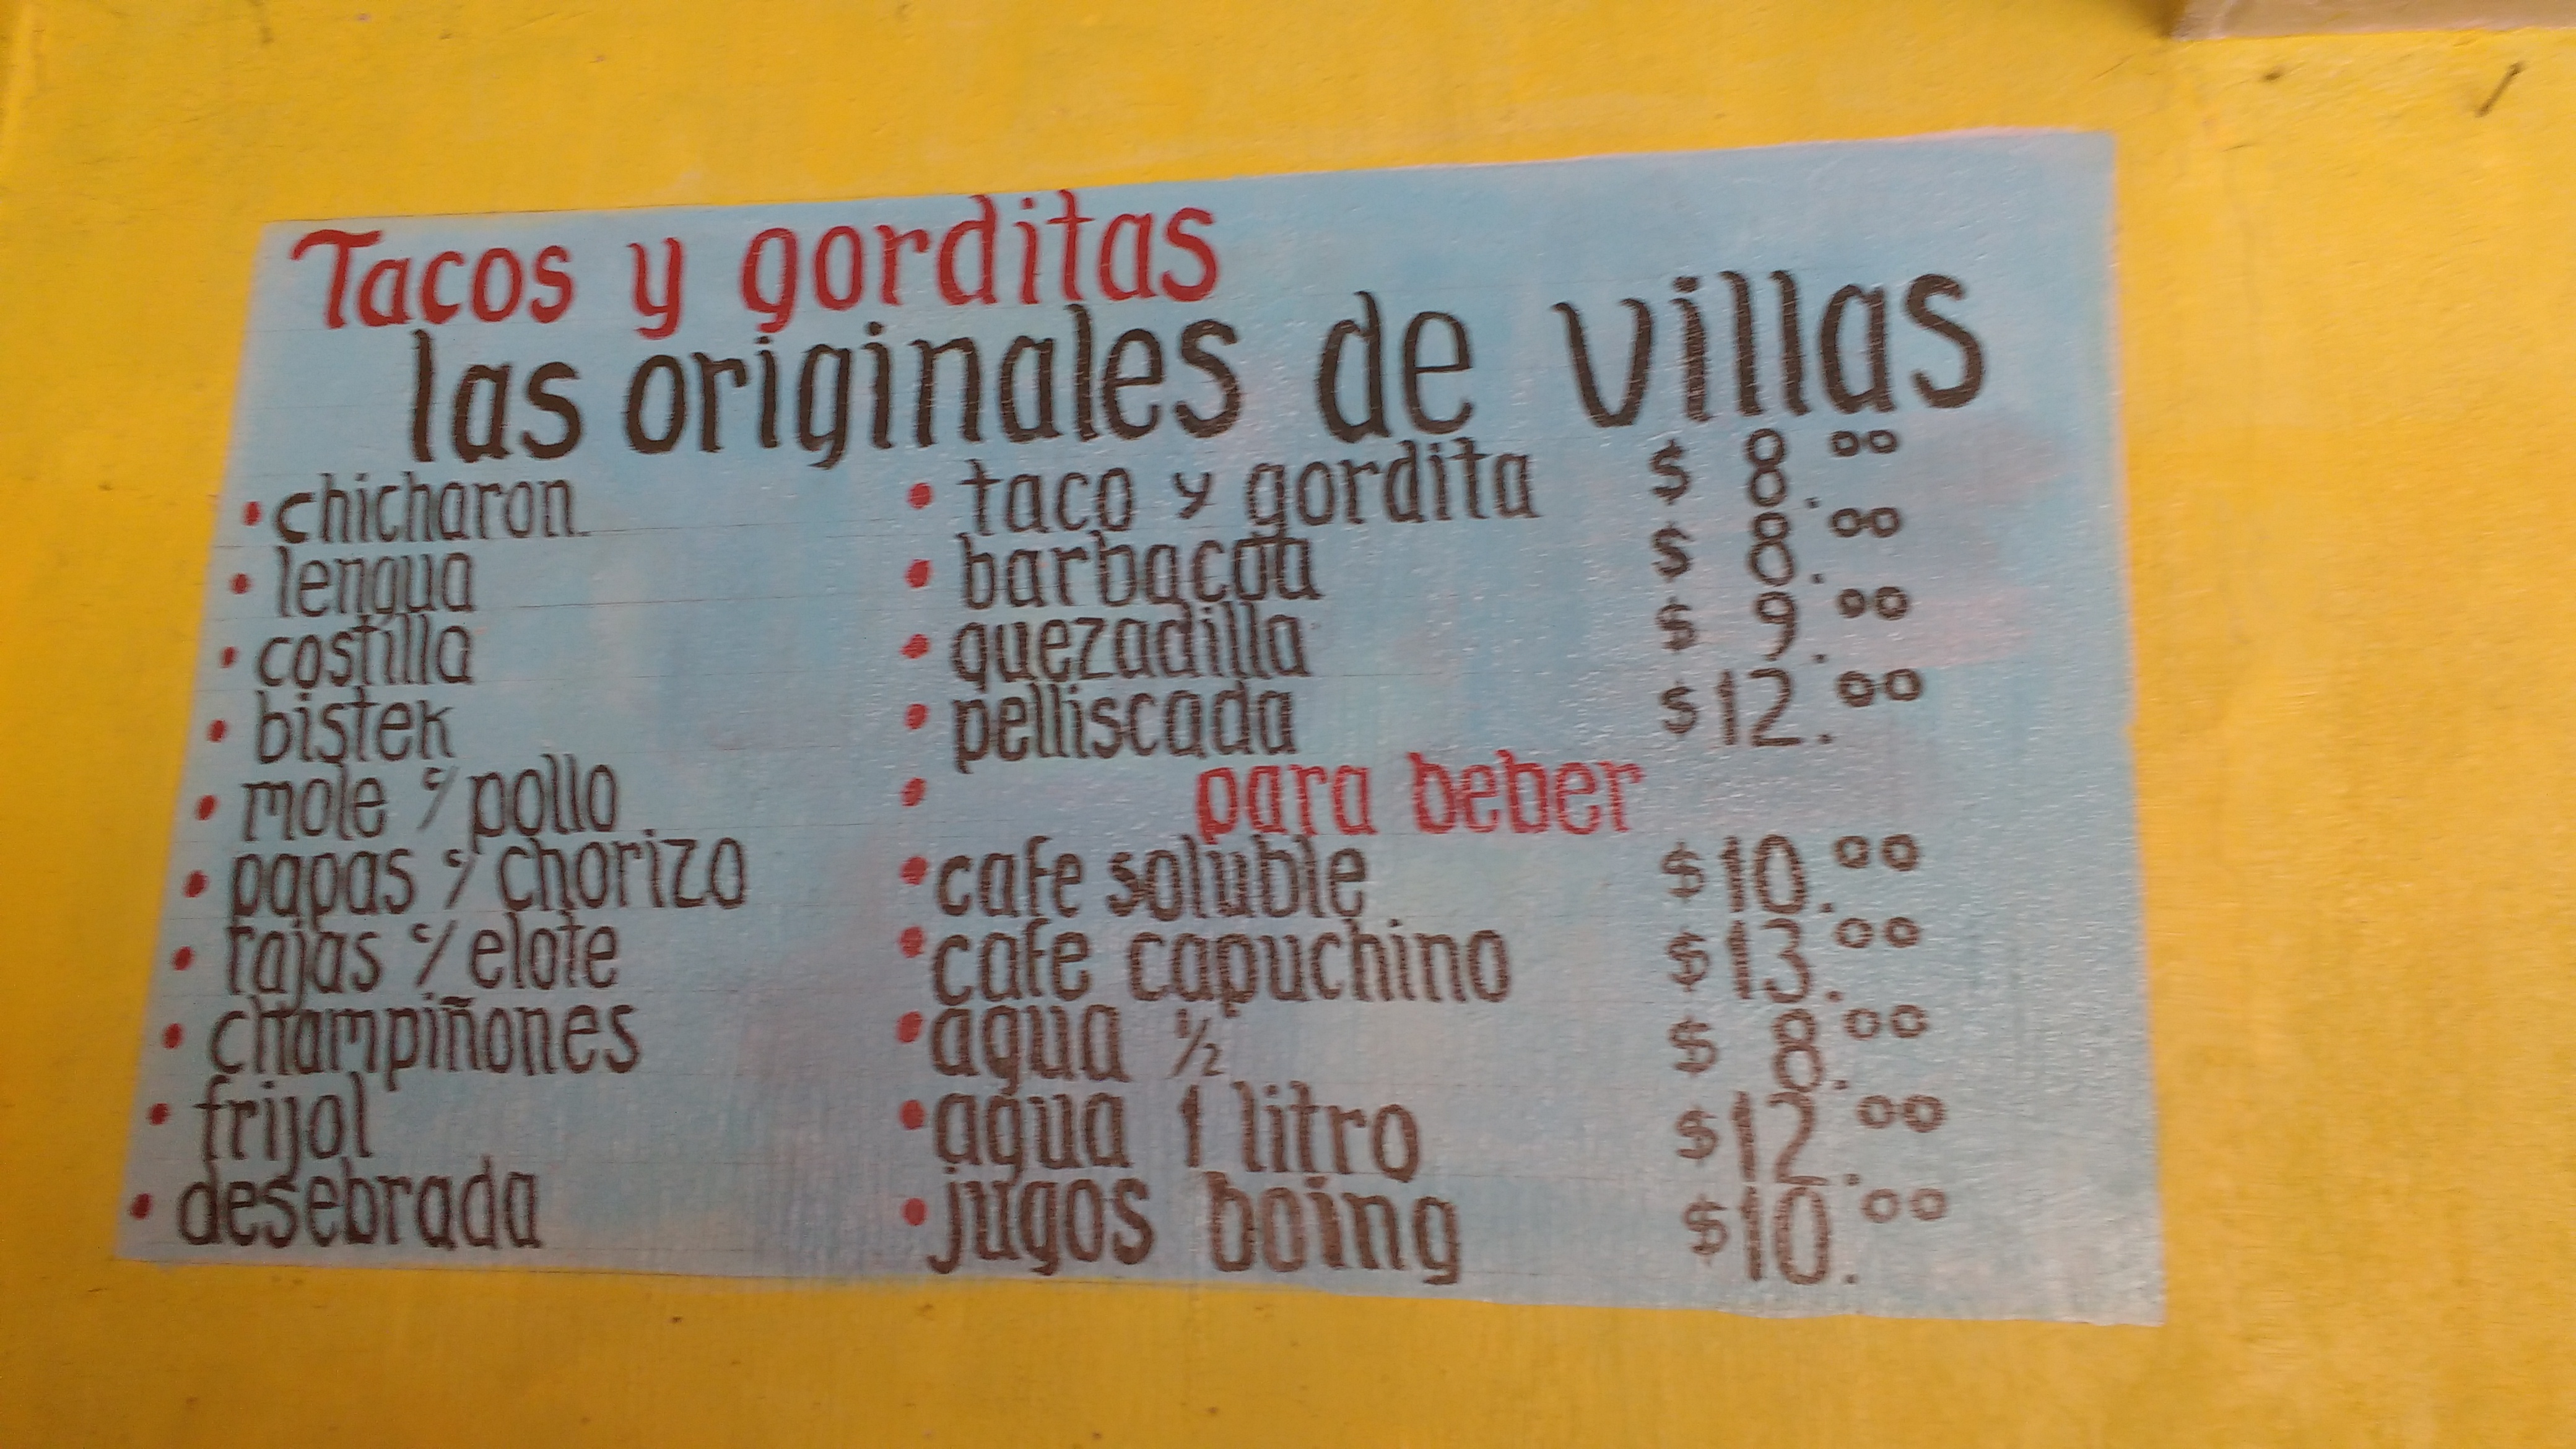 Tacos y gorditas
las originales de villas
• chicharon.
• lengua
• costilla
• bistek
• mole c/ pollo
• papas c/ chorizo
• rajas c/ elote
• champiñones
• frijol
• desebrada
• taco y gordita $ 8.00
• barbacoa $ 8.00
• quezadilla $ 9.00
• pelliscada $12.00
• para beber
• cafe soluble $10.00
• cafe capuchino $13.00
• agua 1/2 $ 8.00
• agua 1 litro $12.00
• jugos boing $10.00